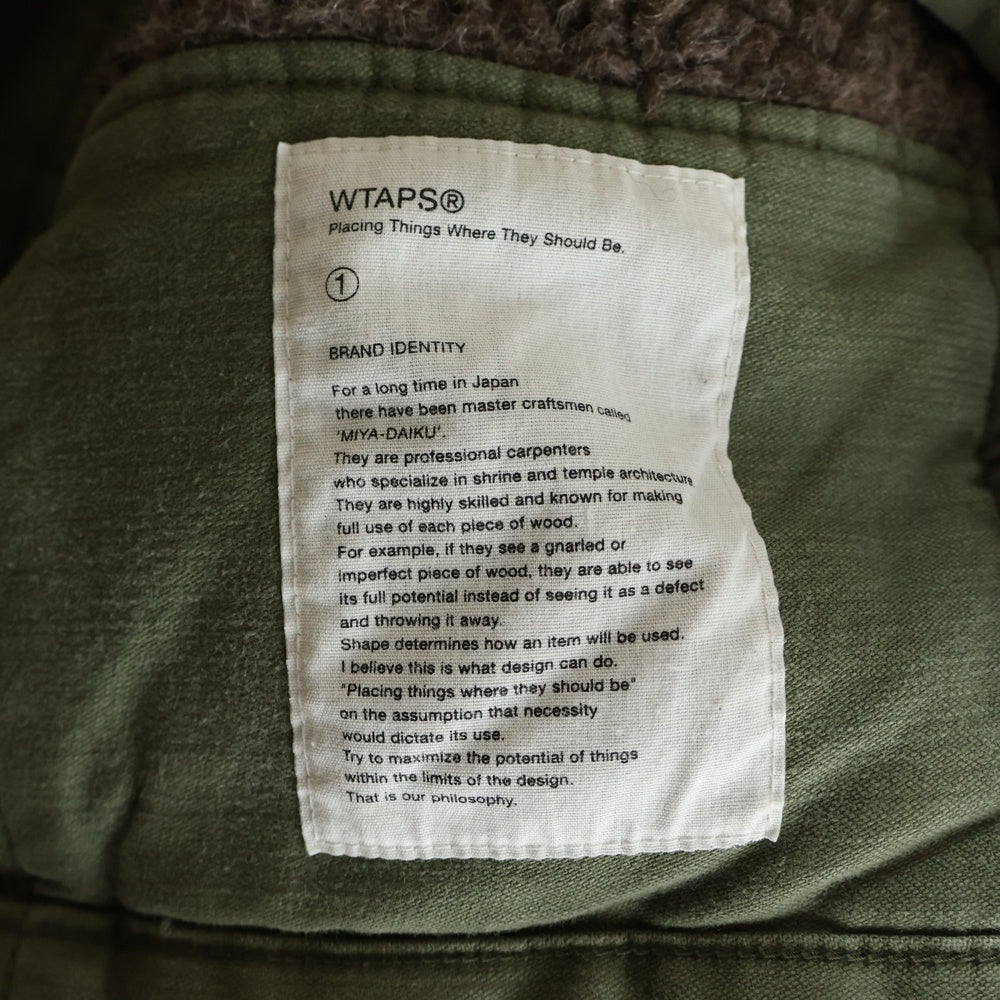 WTAPS®
Placing Things Where They Should Be.
①
BRAND IDENTITY
For a long time in Japan
there have been master craftsmen called
'MIYA-DAIKU'.
They are professional carpenters
who specialize in shrine and temple architecture
They are highly skilled and known for making
full use of each piece of wood.
For example, if they see a gnarled or
imperfect piece of wood, they are able to see
its full potential instead of seeing it as a defect
and throwing it away.
Shape determines how an item will be used.
I believe this is what design can do.
"Placing things where they should be"
on the assumption that necessity
would dictate its use.
Try to maximize the potential of things
within the limits of the design.
That is our philosophy.